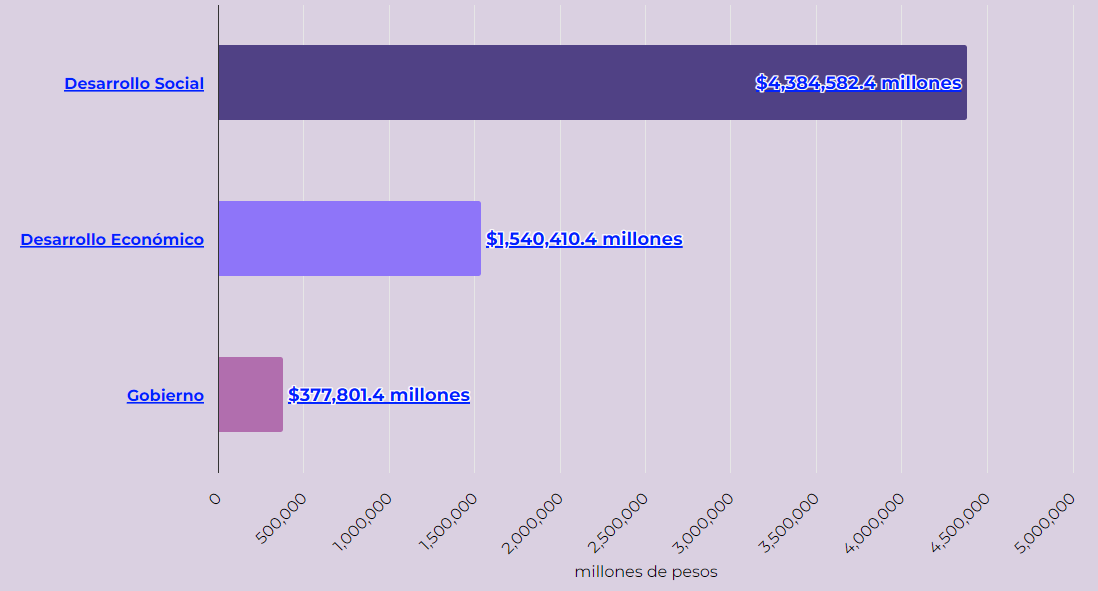 Desarrollo Social
$4,384,582.4 millones
Desarrollo Económico
$1,540,410.4 millones
Gobierno
$377,801.4 millones
0
500,000
1,000,000
1,500,000
2,000,000
2,500,000
3,000,000
3,500,000
4,000,000
4,500,000
5,000,000
millones de pesos